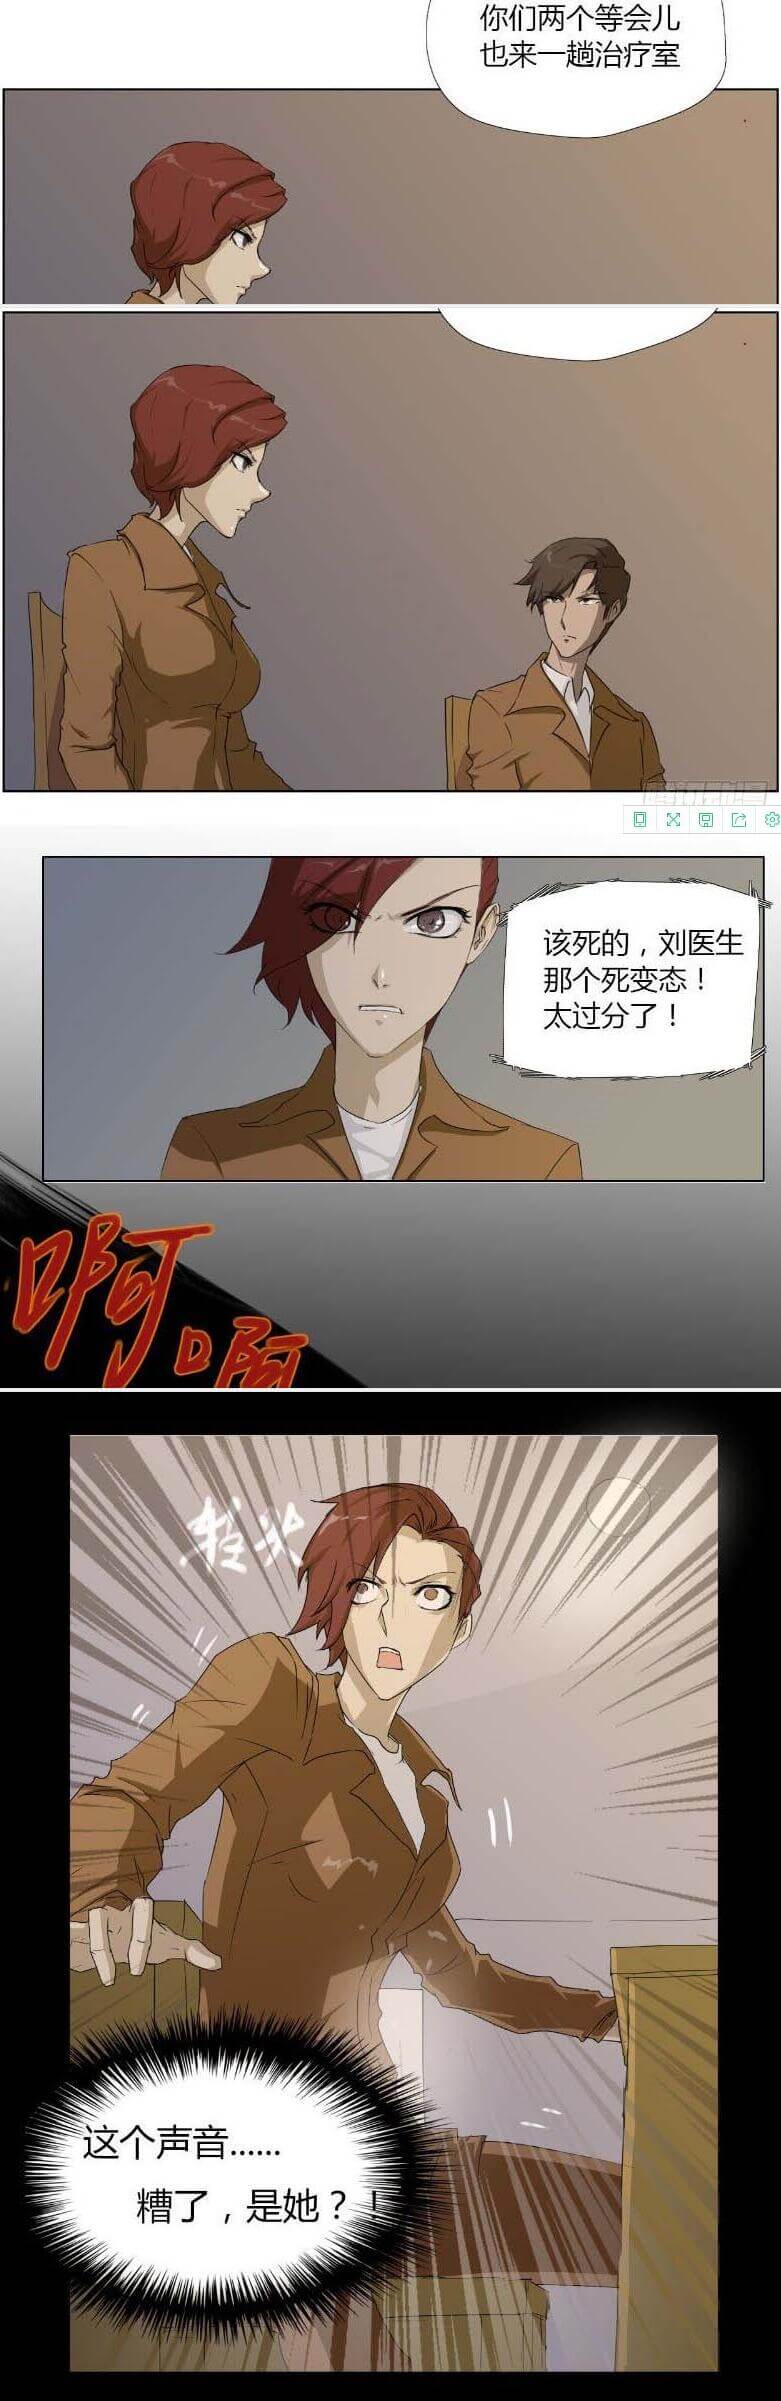 你们两个等会儿
也来一趟治疗室
该死的，刘医生
那个死变态！
太过分了！
啊
啊
转头
这个声音……
糟了，是她？！